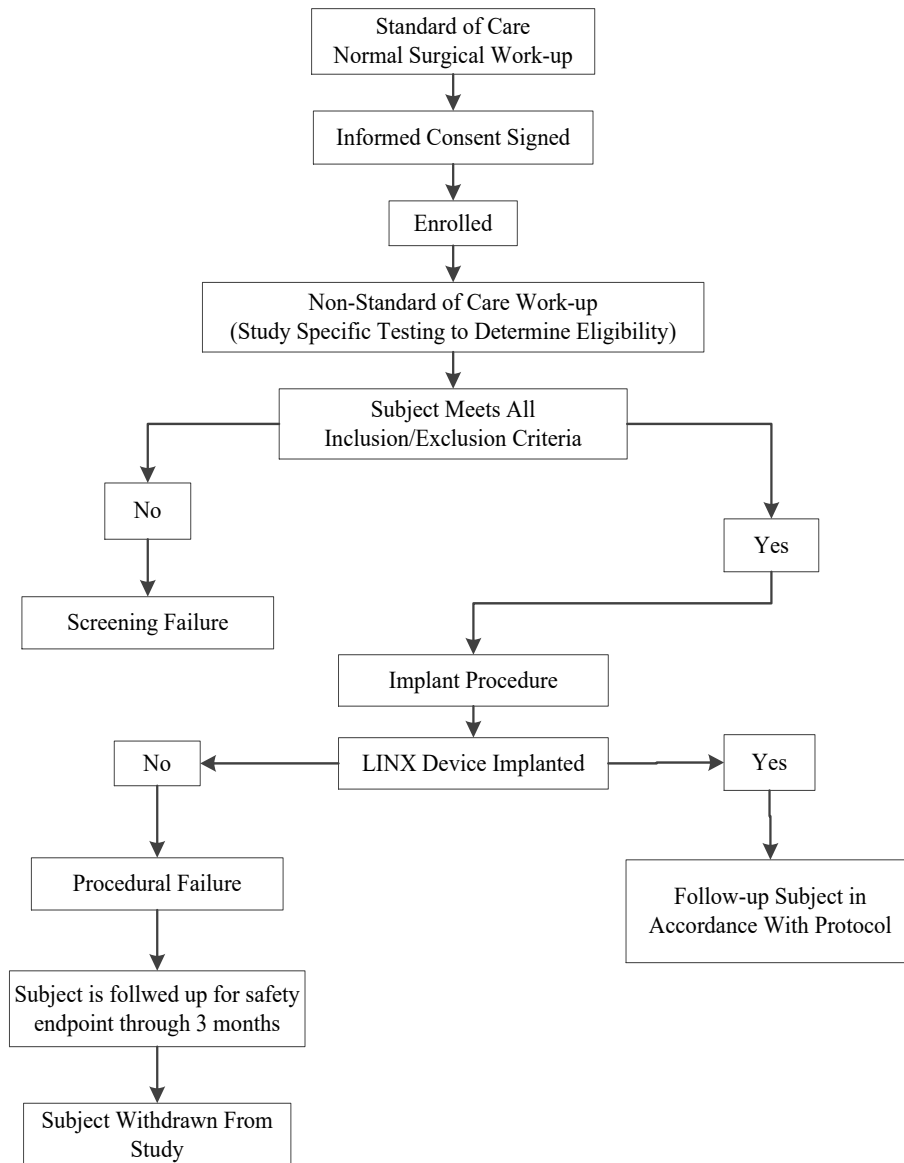 Standard of Care
Normal Surgical Work-up
Informed Consent Signed
Enrolled
Non-Standard of Care Work-up
(Study Specific Testing to Determine Eligibility)
Subject Meets All
Inclusion/Exclusion Criteria
No
Yes
Screening Failure
Implant Procedure
No
LINX Device Implanted
Yes
Procedural Failure
Follow-up Subject in
Accordance With Protocol
Subject is follwed up for safety
endpoint through 3 months
Subject Withdrawn From
Study